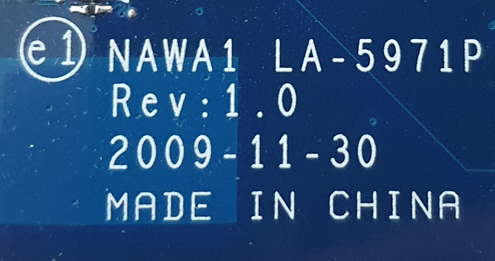 e1 NAWA1 LA-5971P
Rev:1.0
2009-11-30
MADE IN CHINA